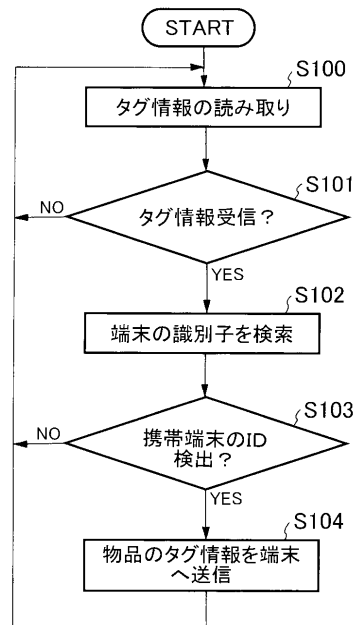 START
S100
タグ情報の読み取り
S101
タグ情報受信？
NO
YES
S102
端末の識別子を検索
S103
携帯端末のID
検出？
NO
YES
S104
物品のタグ情報を端末
へ送信